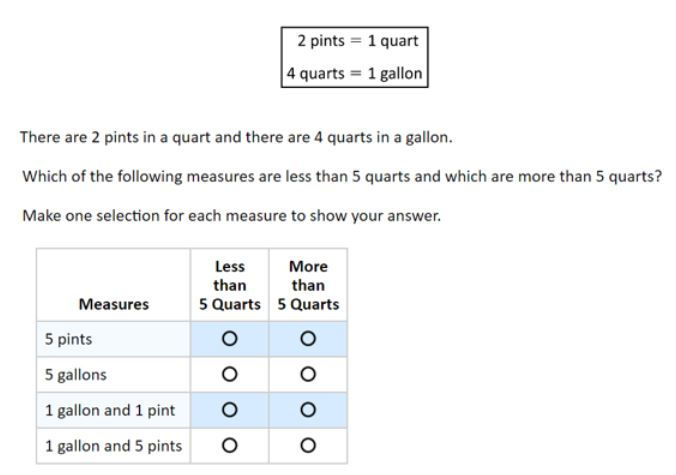 2 pints = 1 quart
4 quarts = 1 gallon
There are 2 pints in a quart and there are 4 quarts in a gallon.
Which of the following measures are less than 5 quarts and which are more than 5 quarts?
Make one selection for each measure to show your answer.
Measures Less than 5 Quarts More than 5 Quarts
5 pints
5 gallons
1 gallon and 1 pint
1 gallon and 5 pints